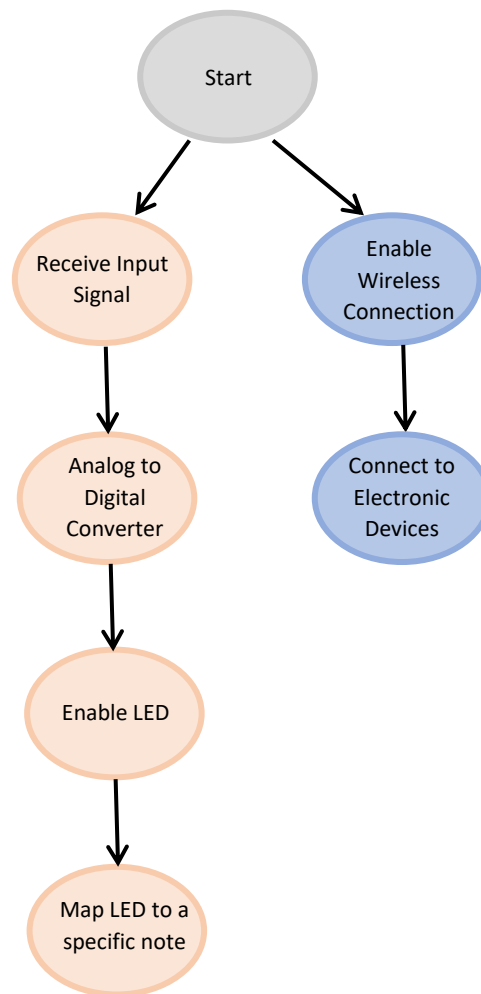 Start
Receive Input
Signal
Enable
Wireless
Connection
Analog to
Digital
Converter
Connect to
Electronic
Devices
Enable LED
Map LED to a
specific note